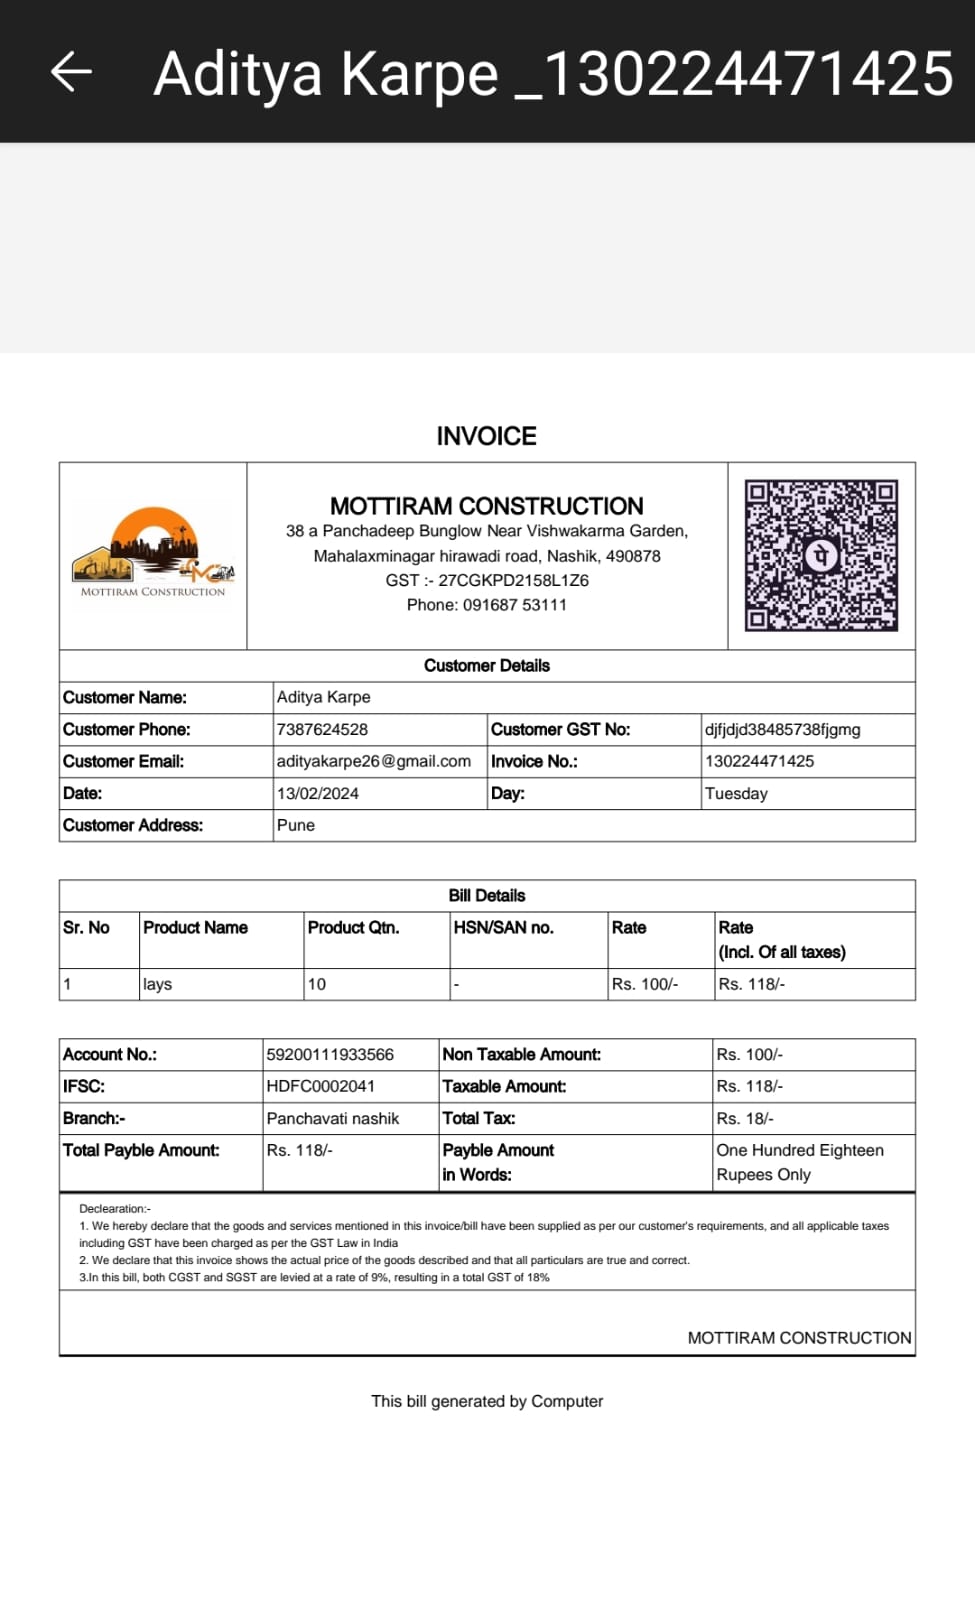 Aditya Karpe _130224471425
INVOICE
MOTTIRAM CONSTRUCTION
MOTTIRAM CONSTRUCTION
38 a Panchadeep Bunglow Near Vishwakarma Garden,
Mahalaxminagar hirawadi road, Nashik, 490878
GST :- 27CGKPD2158L1Z6
Phone: 091687 53111
पे
Customer Details
Customer Name: Aditya Karpe
Customer Phone: 7387624528 Customer GST No: djfjdjd38485738fjgmg
Customer Email: adityakarpe26@gmail.com Invoice No.: 130224471425
Date: 13/02/2024 Day: Tuesday
Customer Address: Pune
Bill Details
Sr. No Product Name Product Qtn. HSN/SAN no. Rate Rate
(Incl. Of all taxes)
1 lays 10 - Rs. 100/- Rs. 118/-
Account No.: 59200111933566 Non Taxable Amount: Rs. 100/-
IFSC: HDFC0002041 Taxable Amount: Rs. 118/-
Branch:- Panchavati nashik Total Tax: Rs. 18/-
Total Payble Amount: Rs. 118/- Payble Amount One Hundred Eighteen
in Words: Rupees Only
Declearation:-
1. We hereby declare that the goods and services mentioned in this invoice/bill have been supplied as per our customer's requirements, and all applicable taxes
including GST have been charged as per the GST Law in India
2. We declare that this invoice shows the actual price of the goods described and that all particulars are true and correct.
3.In this bill, both CGST and SGST are levied at a rate of 9%, resulting in a total GST of 18%
MOTTIRAM CONSTRUCTION
This bill generated by Computer